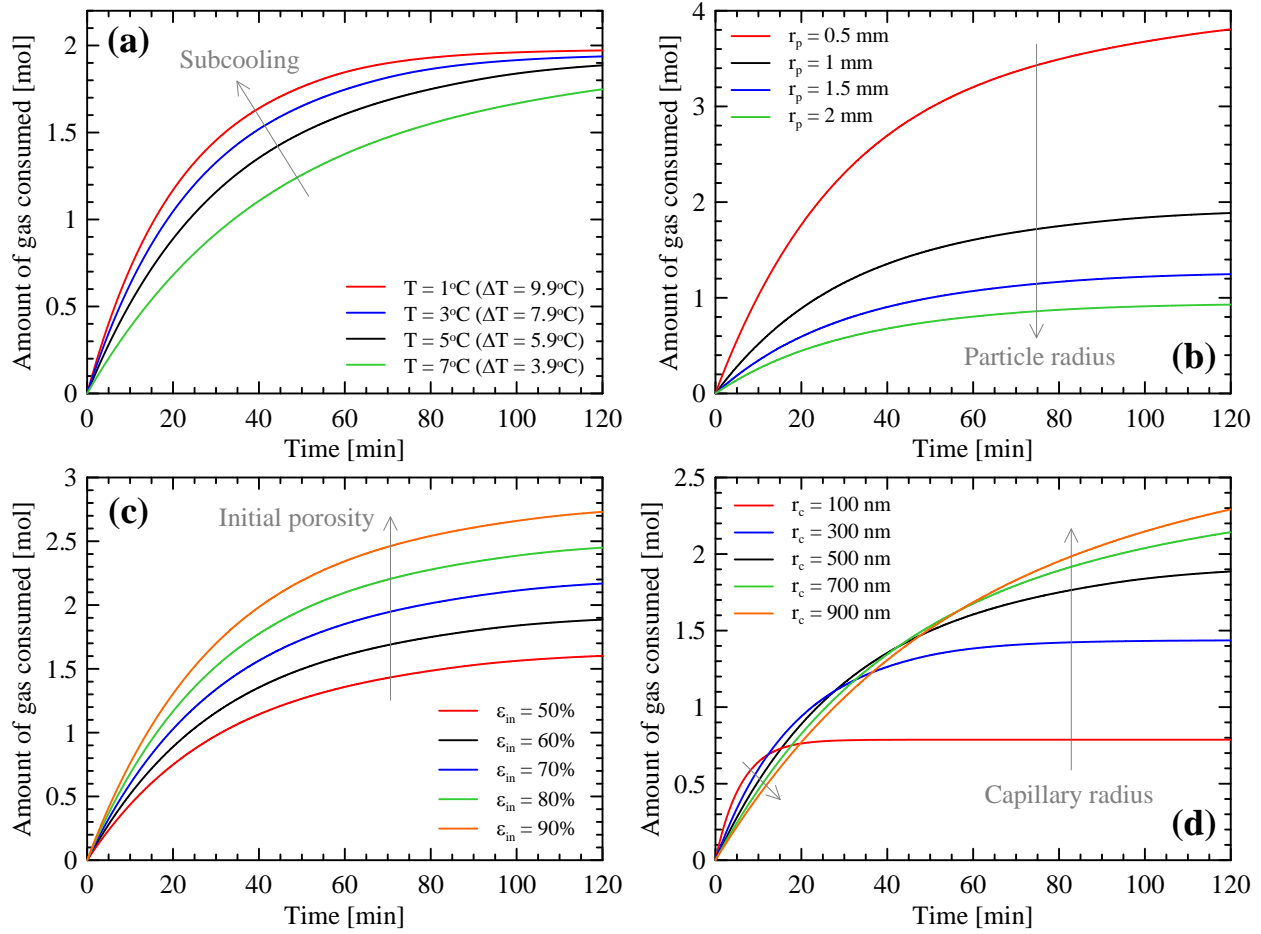 (a)
Subcooling
Amount of gas consumed [mol]
2
1.5
1
0.5
0
T = 1°C (ΔT = 9.9°C)
T = 3°C (ΔT = 7.9°C)
T = 5°C (ΔT = 5.9°C)
T = 7°C (ΔT = 3.9°C)
0 20 40 60 80 100 120
Time [min]
r_p = 0.5 mm
r_p = 1 mm
r_p = 1.5 mm
r_p = 2 mm
Amount of gas consumed [mol]
4
3
2
1
0
Particle radius
(b)
0 20 40 60 80 100 120
Time [min]
(c)
Initial porosity
Amount of gas consumed [mol]
3
2.5
2
1.5
1
0.5
0
ε_in = 50%
ε_in = 60%
ε_in = 70%
ε_in = 80%
ε_in = 90%
0 20 40 60 80 100 120
Time [min]
r_c = 100 nm
r_c = 300 nm
r_c = 500 nm
r_c = 700 nm
r_c = 900 nm
Amount of gas consumed [mol]
2.5
2
1.5
1
0.5
0
Capillary radius
(d)
0 20 40 60 80 100 120
Time [min]